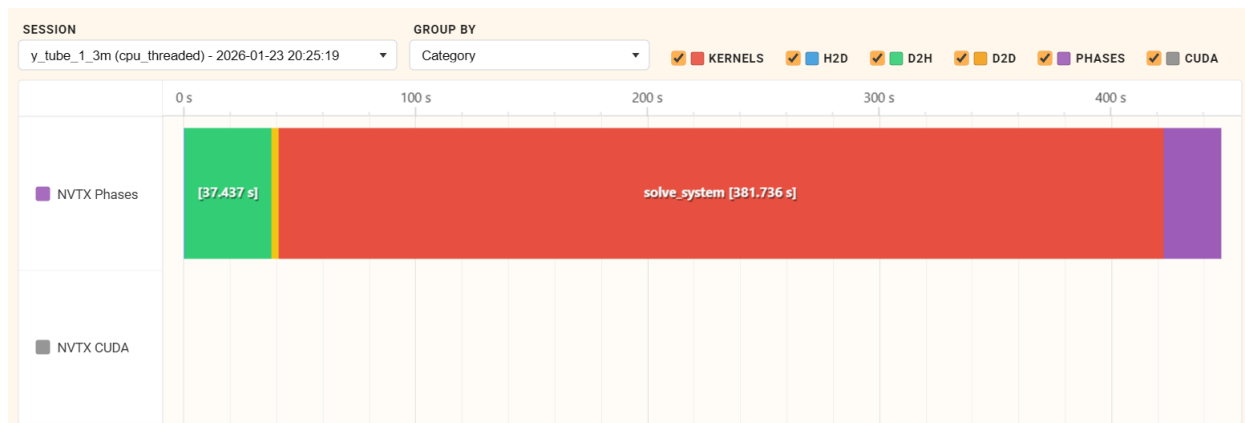 SESSION
GROUP BY
y_tube_1_3m (cpu_threaded) - 2026-01-23 20:25:19
Category
KERNELS
H2D
D2H
D2D
PHASES
CUDA
0 s
100 s
200 s
300 s
400 s
NVTX Phases
[37.437 s]
solve_system [381.736 s]
NVTX CUDA